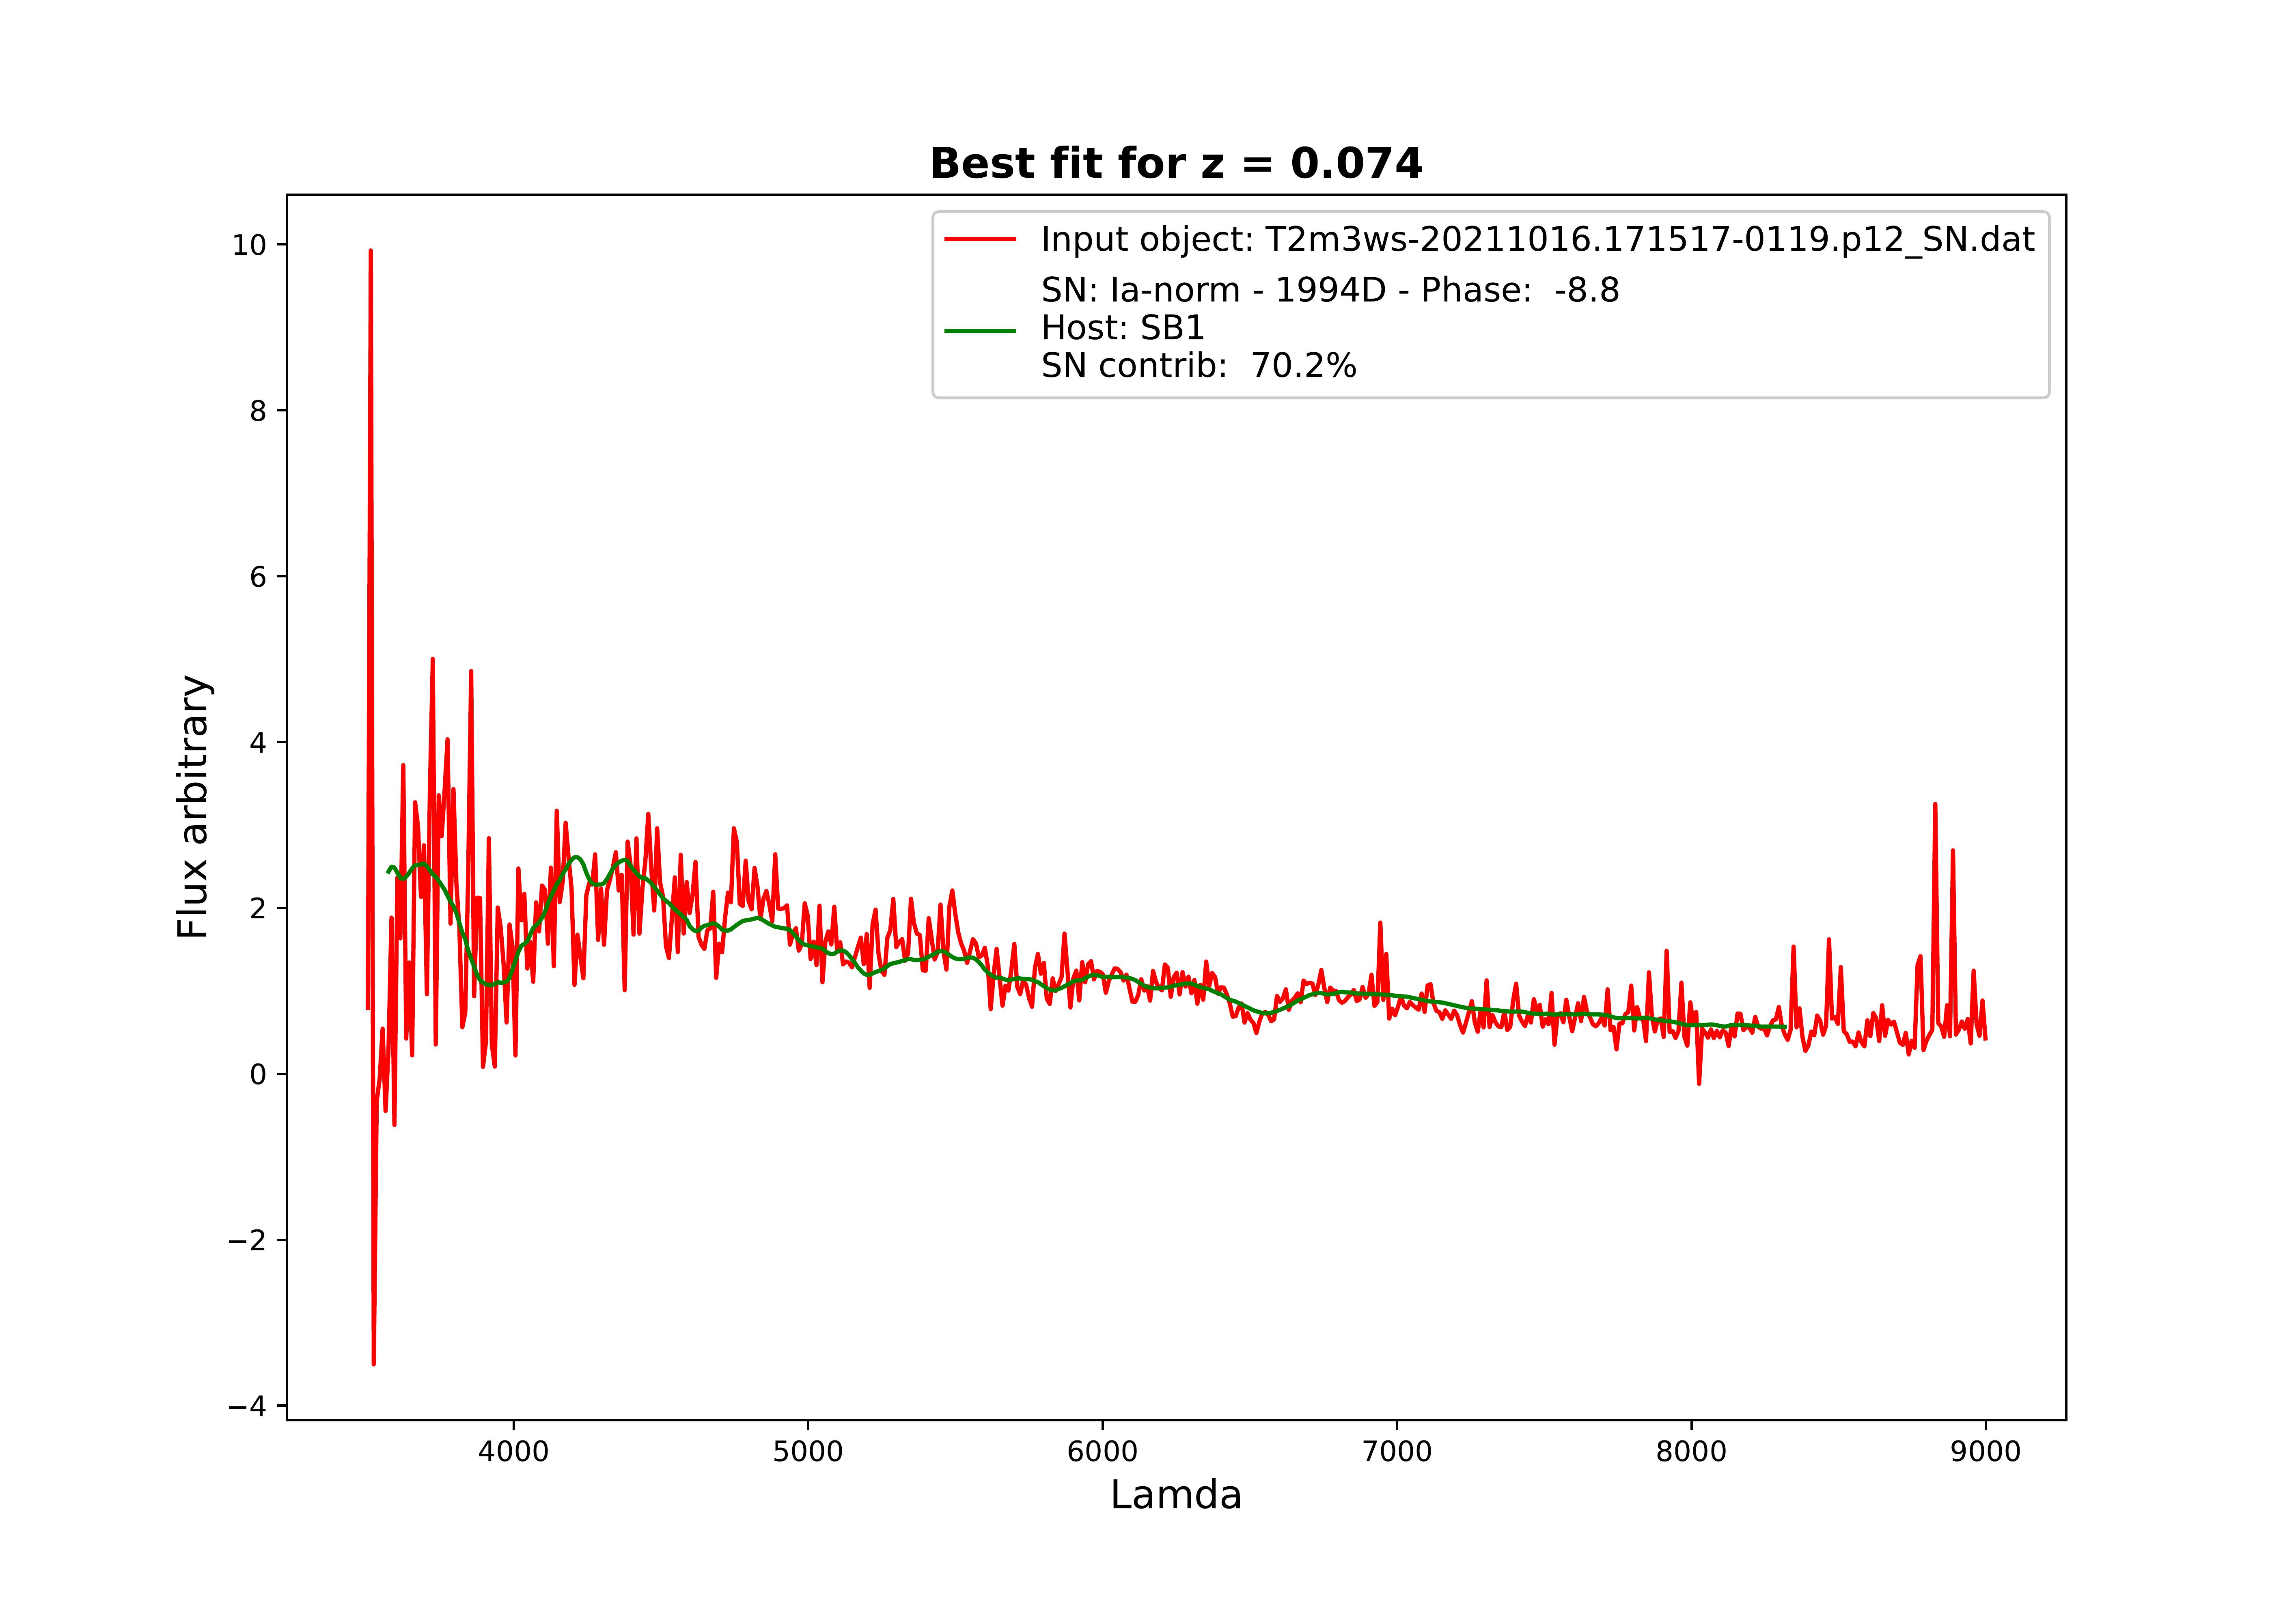 Best fit for z = 0.074
Input object: T2m3ws-20211016.171517-0119.p12_SN.dat
SN: Ia-norm - 1994D - Phase:  -8.8
Host: SB1
SN contrib:  70.2%
10
8
6
4
2
0
−2
−4
Flux arbitrary
4000
5000
6000
7000
8000
9000
Lamda